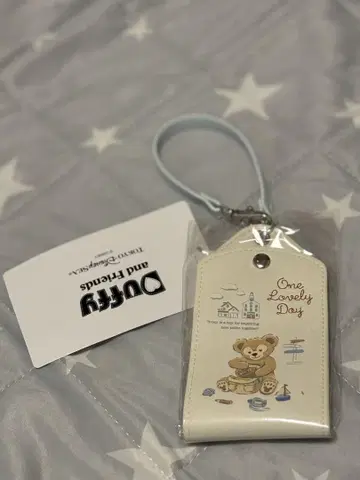 One
Lovely
Day
Duffy
and Friends
TOKYO DISNEYSEA